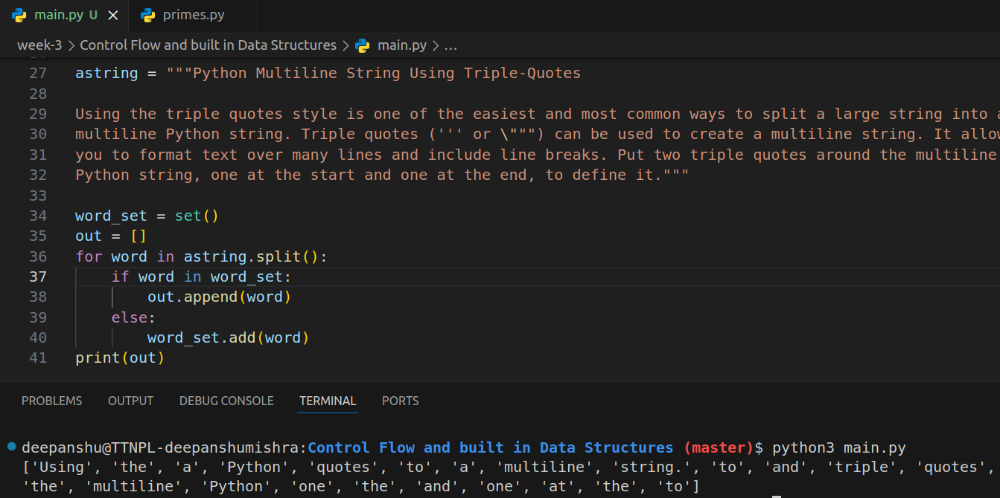 main.py U ×
primes.py
week-3 > Control Flow and built in Data Structures > main.py > ...
27 astring = """Python Multiline String Using Triple-Quotes
28
29 Using the triple quotes style is one of the easiest and most common ways to split a large string into a
30 multiline Python string. Triple quotes (''' or \""") can be used to create a multiline string. It allow
31 you to format text over many lines and include line breaks. Put two triple quotes around the multiline
32 Python string, one at the start and one at the end, to define it."""
33
34 word_set = set()
35 out = []
36 for word in astring.split():
37     if word in word_set:
38         out.append(word)
39     else:
40         word_set.add(word)
41 print(out)
PROBLEMS OUTPUT DEBUG CONSOLE TERMINAL PORTS
deepanshu@TTNPL-deepanshumishra:Control Flow and built in Data Structures (master)$ python3 main.py
['Using', 'the', 'a', 'Python', 'quotes', 'to', 'a', 'multiline', 'string.', 'to', 'and', 'triple', 'quotes',
'the', 'multiline', 'Python', 'one', 'the', 'and', 'one', 'at', 'the', 'to']